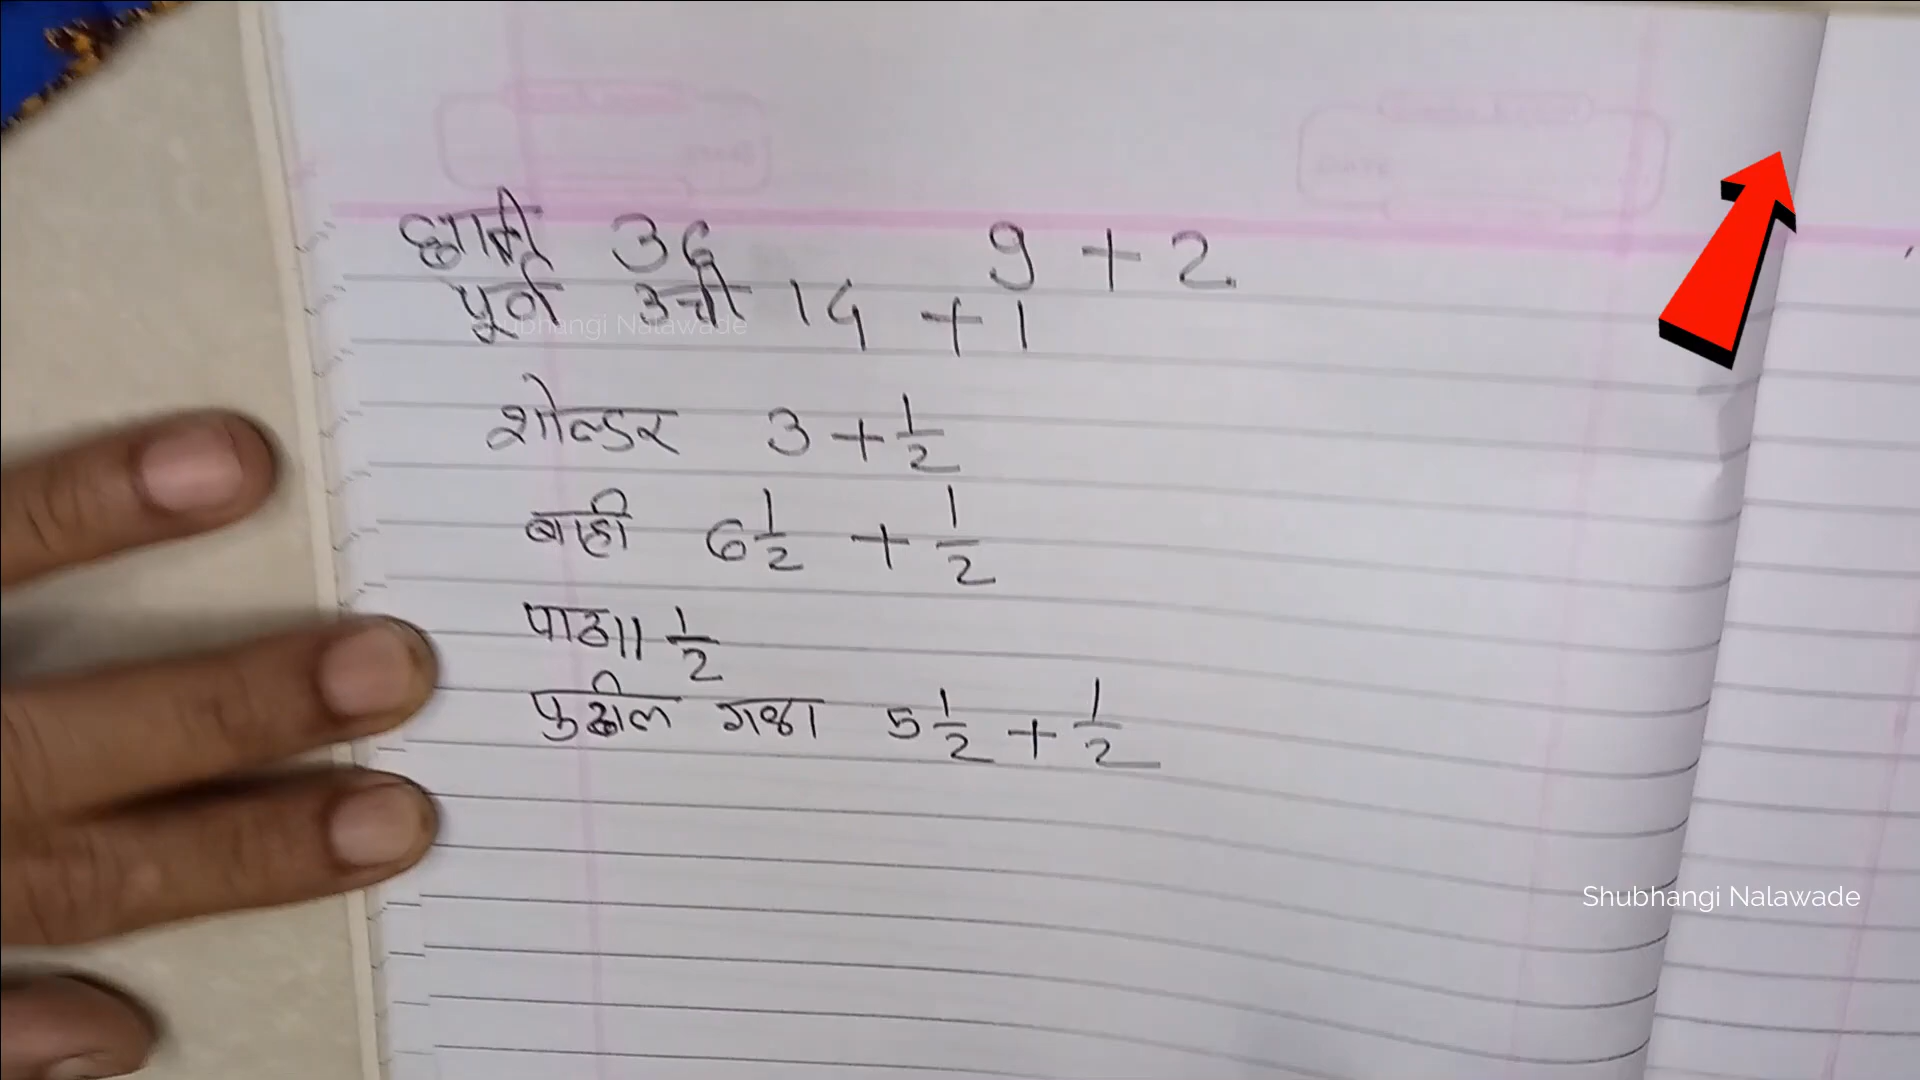 छाती 36 9 + 2
पूर्ण उंची 14 + 1
Shubhangi Nalawade
शोल्डर 3 + 1/2
बाही 6 1/2 + 1/2
पाठ 11 1/2
पुढील गळा 5 1/2 + 1/2
Shubhangi Nalawade